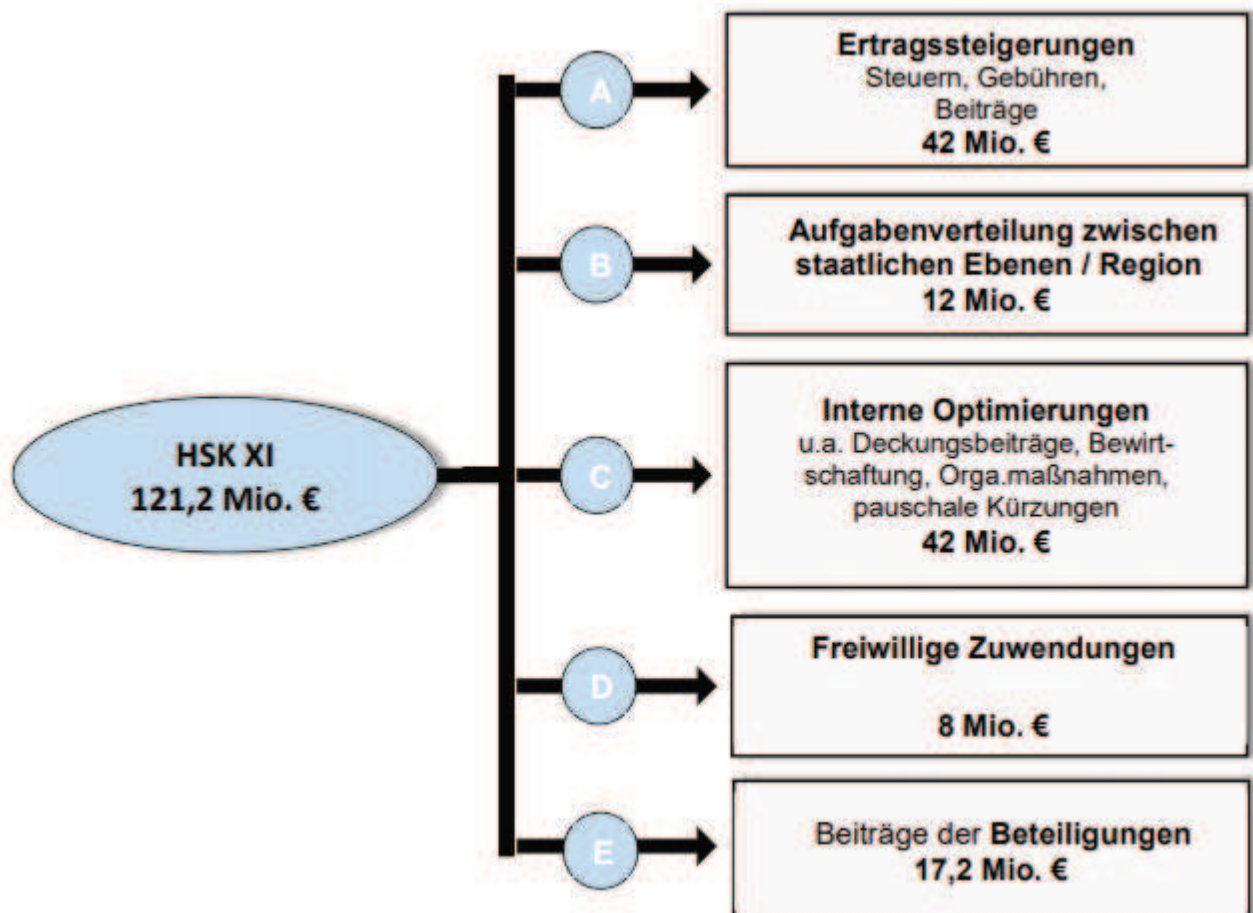 HSK XI
121,2 Mio. €
A
Ertragssteigerungen
Steuern, Gebühren,
Beiträge
42 Mio. €
B
Aufgabenverteilung zwischen
staatlichen Ebenen / Region
12 Mio. €
C
Interne Optimierungen
u.a. Deckungsbeiträge, Bewirt-
schaftung, Orga.maßnahmen,
pauschale Kürzungen
42 Mio. €
D
Freiwillige Zuwendungen
8 Mio. €
E
Beiträge der Beteiligungen
17,2 Mio. €